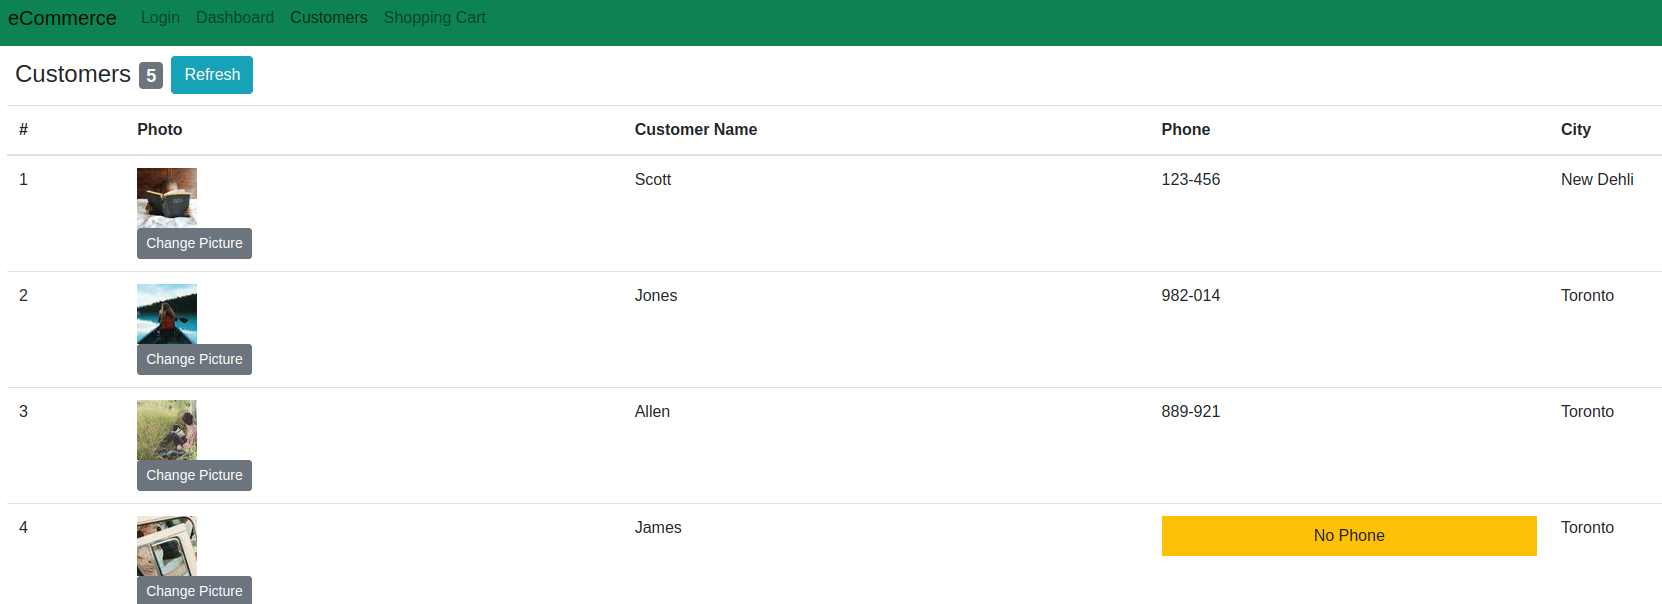 eCommerce Login Dashboard Customers Shopping Cart
Customers 5 Refresh
# Photo Customer Name Phone City
1 Scott 123-456 New Dehli
Change Picture
2 Jones 982-014 Toronto
Change Picture
3 Allen 889-921 Toronto
Change Picture
4 James No Phone Toronto
Change Picture